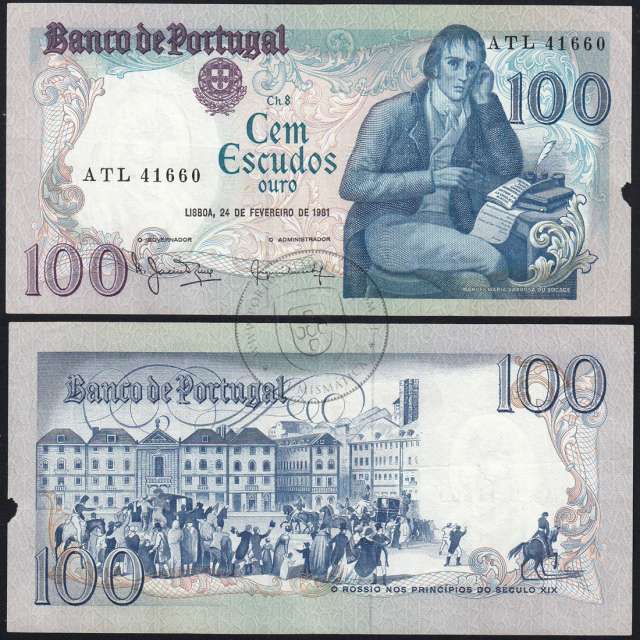 Banco de Portugal
ATL 41660
100
Ch.8
Cem
Escudos
ouro
ATL 41660
LISBOA, 24 DE FEVEREIRO DE 1981
O GOVERNADOR
O ADMINISTRADOR
100
MANUEL MARIA BARBOSA DU BOCAGE
Banco de Portugal
100
100
O ROSSIO NOS PRINCÍPIOS DO SÉCULO XIX